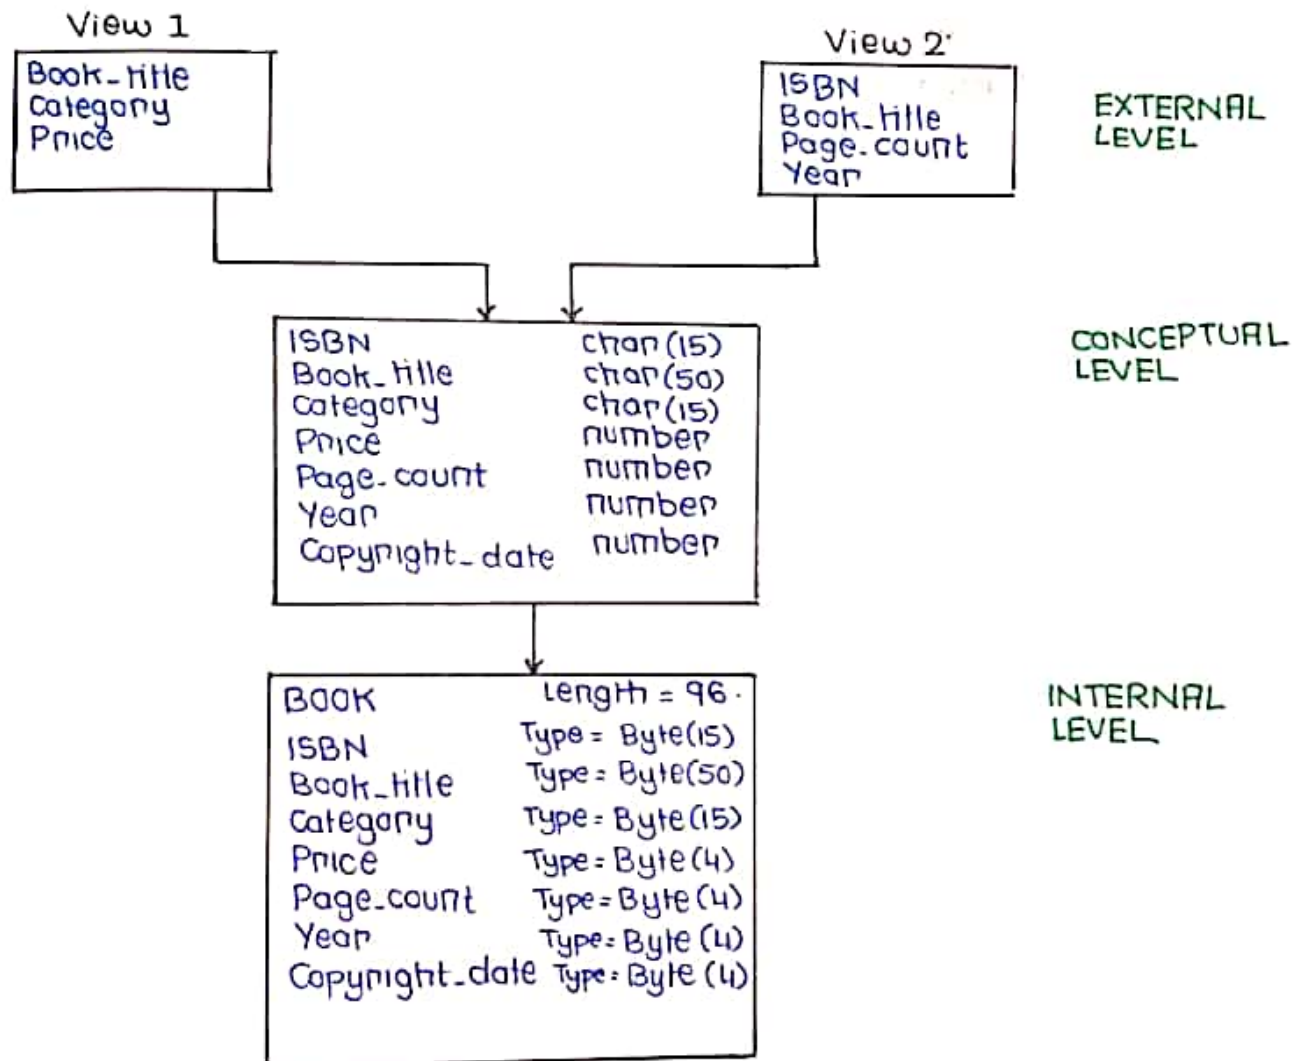 View 1
Book_title
Category
Price
View 2
ISBN
Book_title
Page_count
Year
EXTERNAL
LEVEL
ISBN char(15)
Book_title char(50)
Category char(15)
Price number
Page_count number
Year number
Copyright_date number
CONCEPTUAL
LEVEL
BOOK Length = 96
ISBN Type = Byte(15)
Book_title Type = Byte(50)
Category Type = Byte(15)
Price Type = Byte(4)
Page_count Type = Byte(4)
Year Type = Byte(4)
Copyright_date Type = Byte(4)
INTERNAL
LEVEL